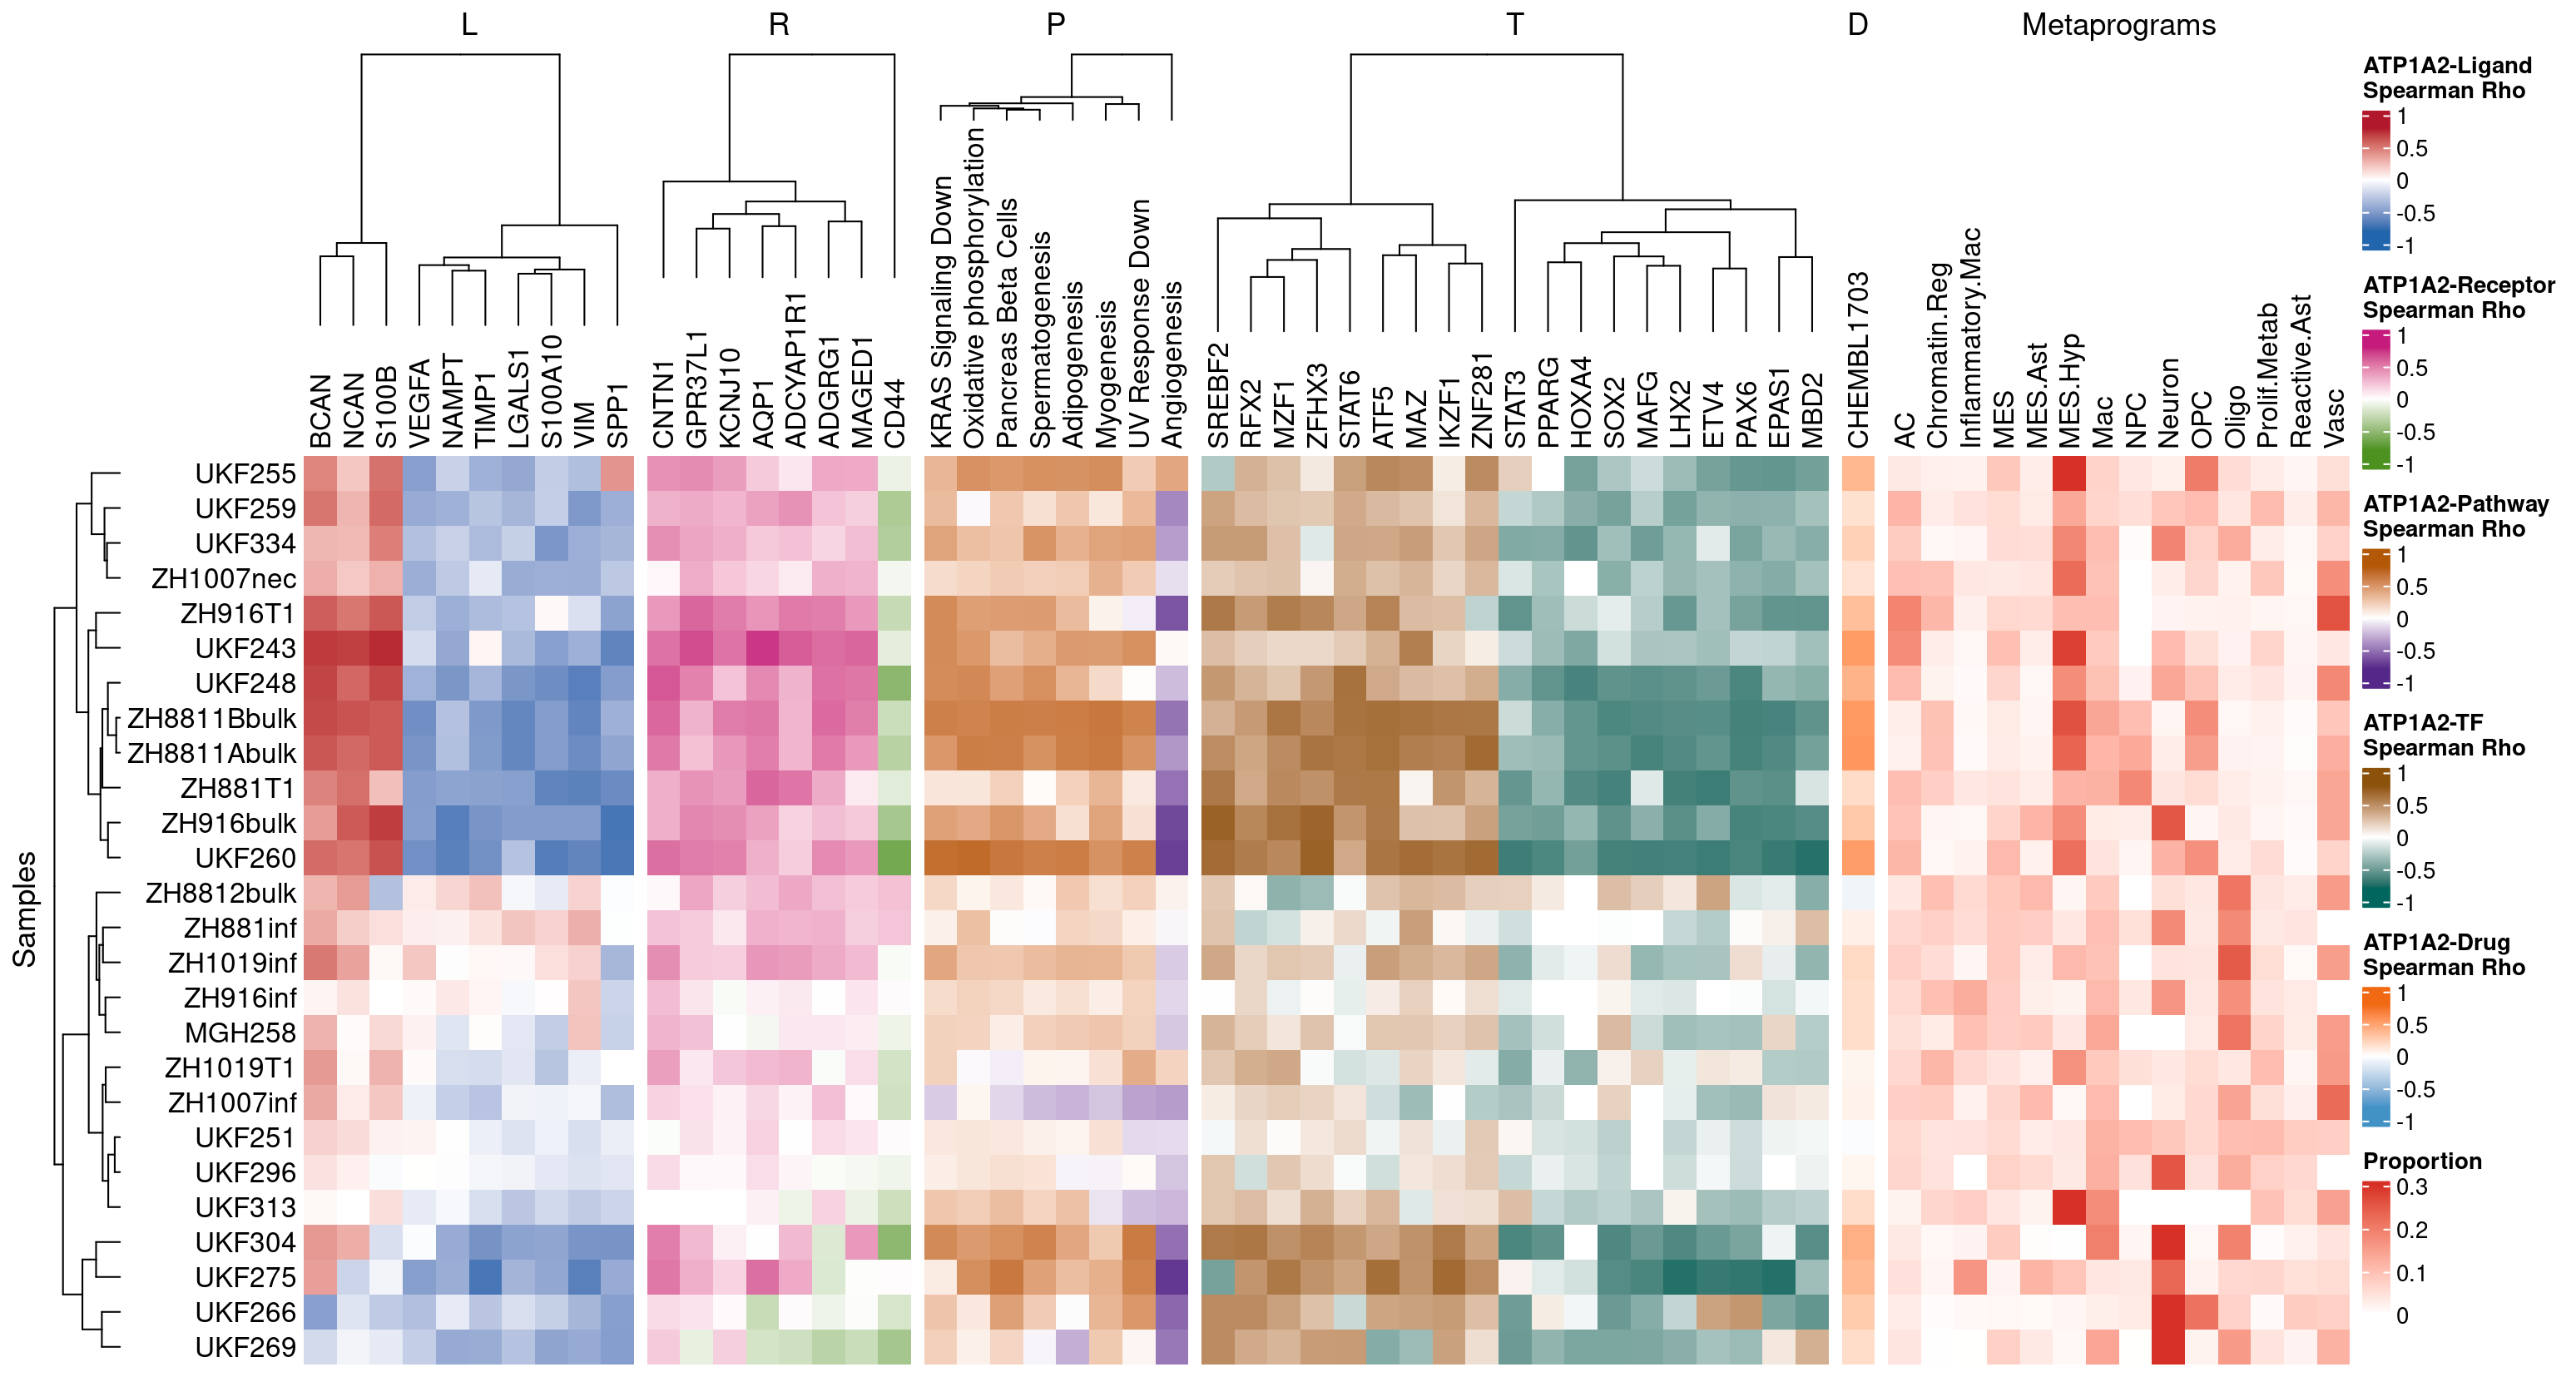 L R P T D Metaprograms
BCAN
NCAN
S100B
VEGFA
NAMPT
TIMP1
LGALS1
S100A10
VIM
SPP1
CNTN1
GPR37L1
KCNJ10
AQP1
ADCYAP1R1
ADGRG1
MAGED1
CD44
KRAS Signaling Down
Oxidative phosphorylation
Pancreas Beta Cells
Spermatogenesis
Adipogenesis
Myogenesis
UV Response Down
Angiogenesis
SREBF2
RFX2
MZF1
ZFHX3
STAT6
ATF5
MAZ
IKZF1
ZNF281
STAT3
PPARG
HOXA4
SOX2
MAFG
LHX2
ETV4
PAX6
EPAS1
MBD2
CHEMBL1703
AC
Chromatin.Reg
Inflammatory.Mac
MES
MES.Ast
MES.Hyp
Mac
NPC
Neuron
OPC
Oligo
Prolif.Metab
Reactive.Ast
Vasc
Samples
UKF255
UKF259
UKF334
ZH1007nec
ZH916T1
UKF243
UKF248
ZH8811Bbulk
ZH8811Abulk
ZH881T1
ZH916bulk
UKF260
ZH8812bulk
ZH881inf
ZH1019inf
ZH916inf
MGH258
ZH1019T1
ZH1007inf
UKF251
UKF296
UKF313
UKF304
UKF275
UKF266
UKF269
ATP1A2-Ligand
Spearman Rho
1
0.5
0
-0.5
-1
ATP1A2-Receptor
Spearman Rho
1
0.5
0
-0.5
-1
ATP1A2-Pathway
Spearman Rho
1
0.5
0
-0.5
-1
ATP1A2-TF
Spearman Rho
1
0.5
0
-0.5
-1
ATP1A2-Drug
Spearman Rho
1
0.5
0
-0.5
-1
Proportion
0.3
0.2
0.1
0